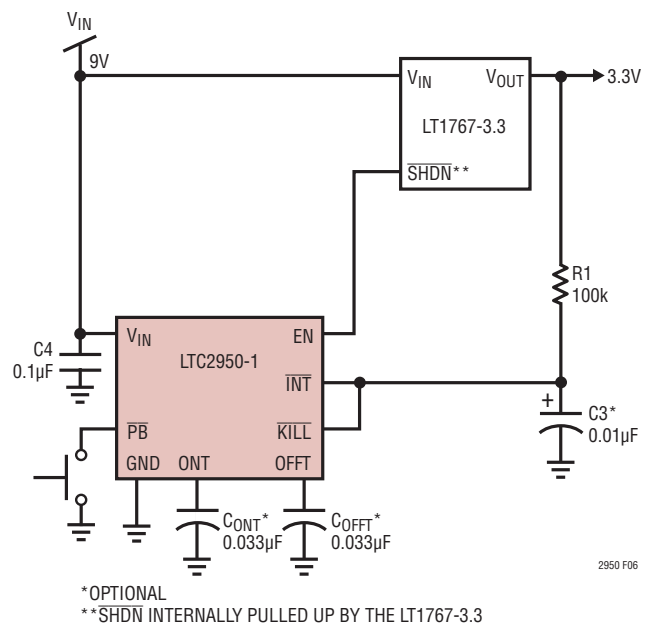 VIN
9V
VIN
VOUT
3.3V
LT1767-3.3
SHDN**
R1
100k
VIN
EN
C4
0.1µF
LTC2950-1
INT
+
C3*
0.01µF
PB
KILL
GND
ONT
OFFT
CONT*
0.033µF
COFFT*
0.033µF
2950 F06
*OPTIONAL
**SHDN INTERNALLY PULLED UP BY THE LT1767-3.3